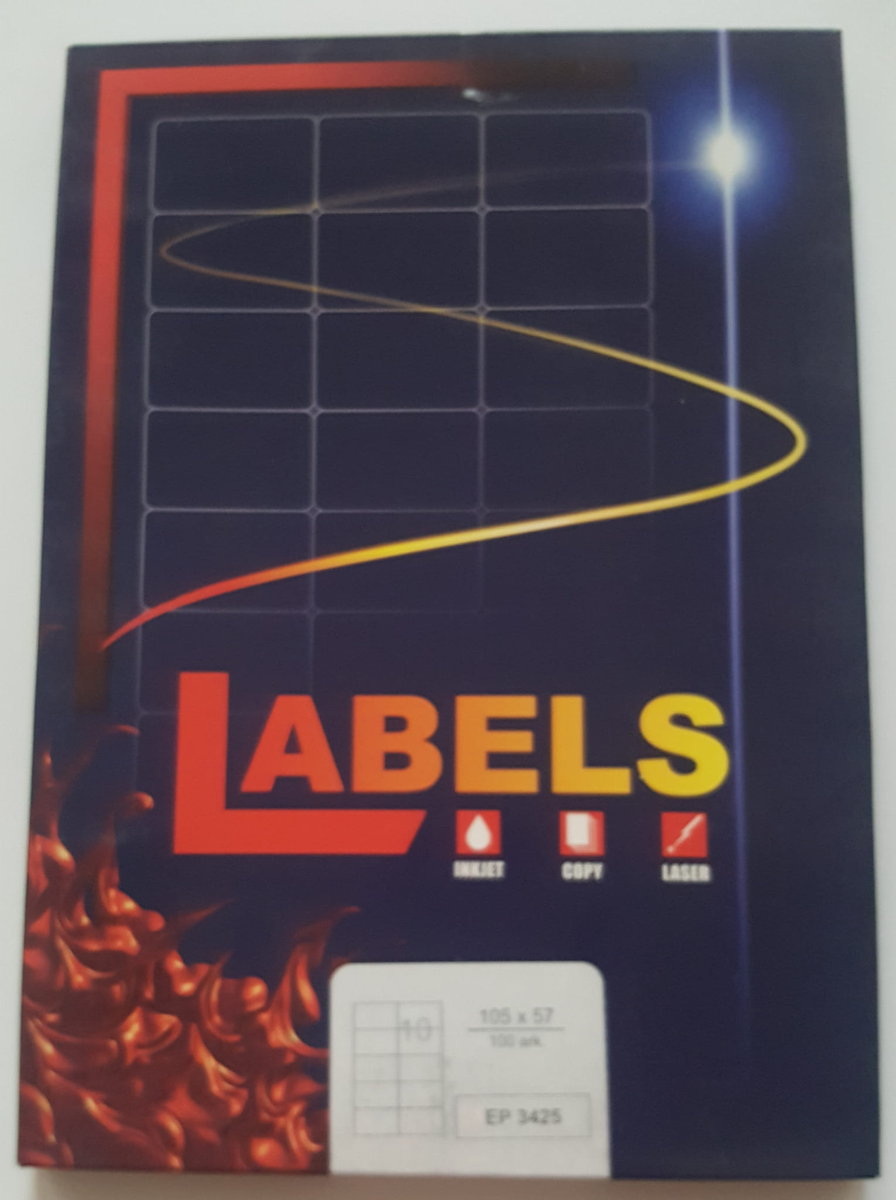 LABELS
INKJET COPY LASER
10
105 x 57
100 ark.
EP 3425